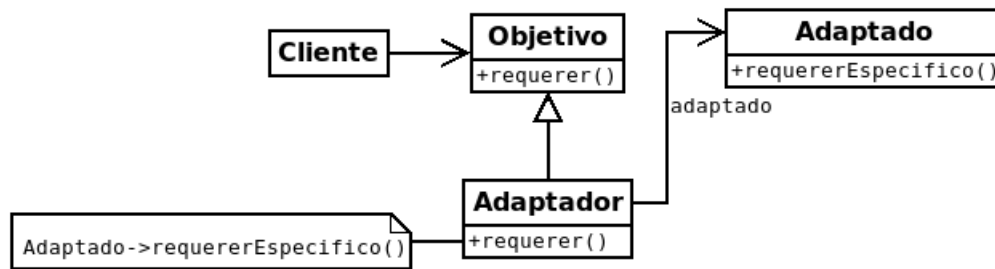 Cliente
Objetivo
+requerer()
Adaptado
+requererEspecifico()
adaptado
Adaptador
+requerer()
Adaptado->requererEspecifico()